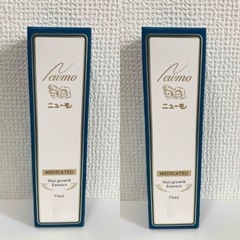 Newmo
ニューモ
MEDICATED
Hair growth
Essence
75mL
Newmo
ニューモ
MEDICATED
Hair growth
Essence
75mL